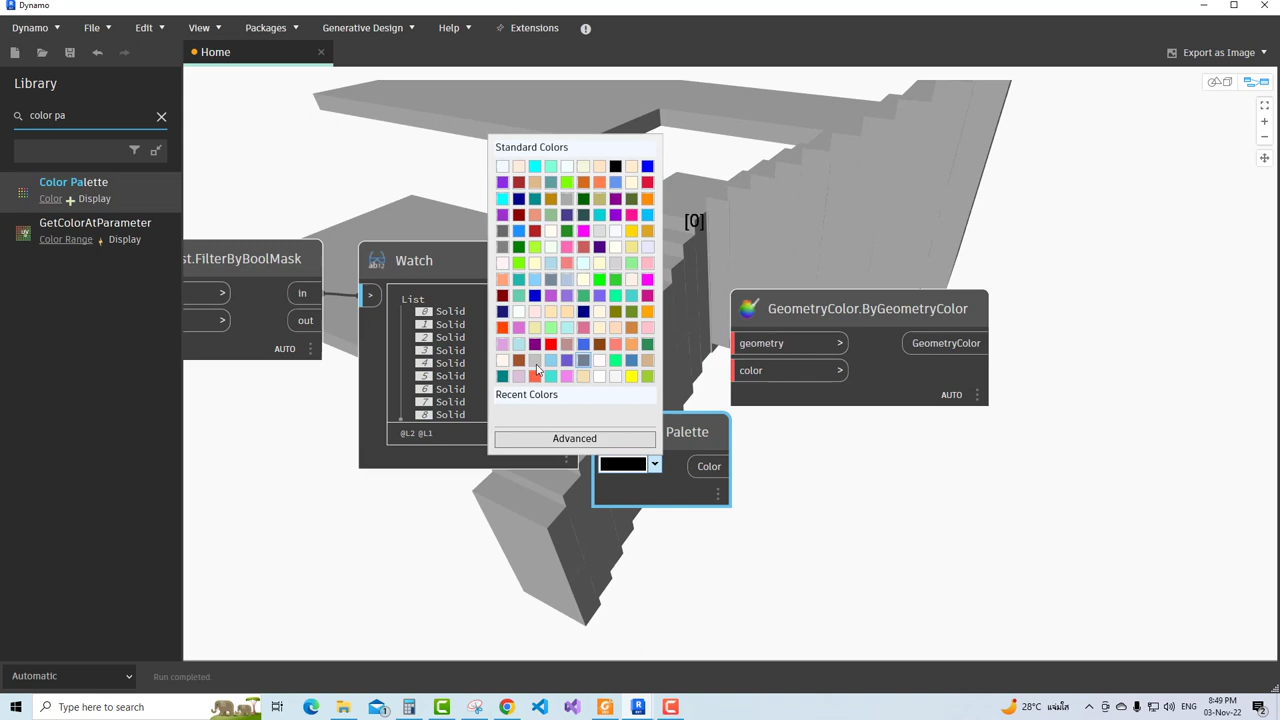 Dynamo
Dynamo File Edit View Packages Generative Design Help Extensions
Home
Export as Image
Library
color pa
Color Palette
Color Display
GetColorAtParameter
Color Range Display
st.FilterByBoolMask
> in
> out
AUTO
Watch
>
List
0 Solid
1 Solid
2 Solid
3 Solid
4 Solid
5 Solid
6 Solid
7 Solid
8 Solid
@L2 @L1
Standard Colors
Recent Colors
Advanced
[0]
Palette
Color
GeometryColor.ByGeometryColor
geometry > GeometryColor
color >
AUTO
Automatic
Run completed.
Type here to search
28°C
ENG
8:49 PM
03-Nov-22